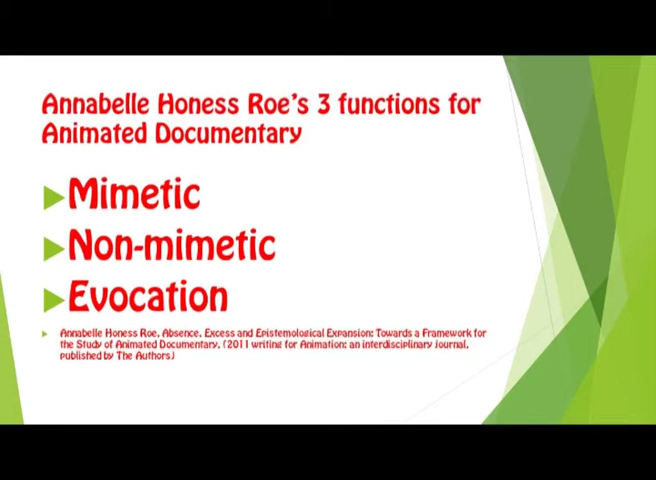 Annabelle Honess Roe's 3 functions for
Animated Documentary
Mimetic
Non-mimetic
Evocation
Annabelle Honess Roe, Absence, Excess and Epistemological Expansion: Towards a Framework for
the Study of Animated Documentary, (2011 writing for Animation: an interdisciplinary journal,
published by The Authors)